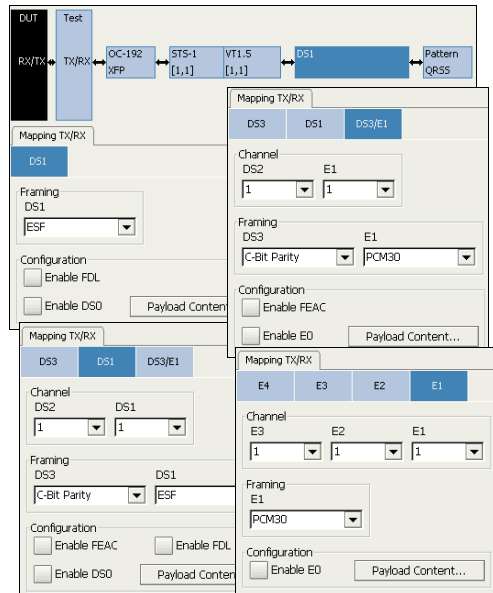 DUT Test
RX/TX TX/RX OC-192 XFP STS-1 [1,1] VT1.5 [1,1] DS1 Pattern QRSS
Mapping TX/RX
DS1
Framing
DS1
ESF
Configuration
Enable FDL
Enable DS0 Payload
Mapping TX/RX
DS3 DS1 DS3/E1
Channel
DS2 E1
1 1
Framing
DS3 E1
C-Bit Parity PCM30
Configuration
Enable FEAC
Enable E0 Payload Content...
Mapping TX/RX
DS3 DS1 DS3/E1
Channel
DS2 DS1
1 1
Framing
DS3 DS1
C-Bit Parity ESF
Configuration
Enable FEAC Enable FDL
Enable DS0 Payload
Mapping TX/RX
E4 E3 E2 E1
Channel
E3 E2 E1
1 1 1
Framing
E1
PCM30
Configuration
Enable E0 Payload Content...